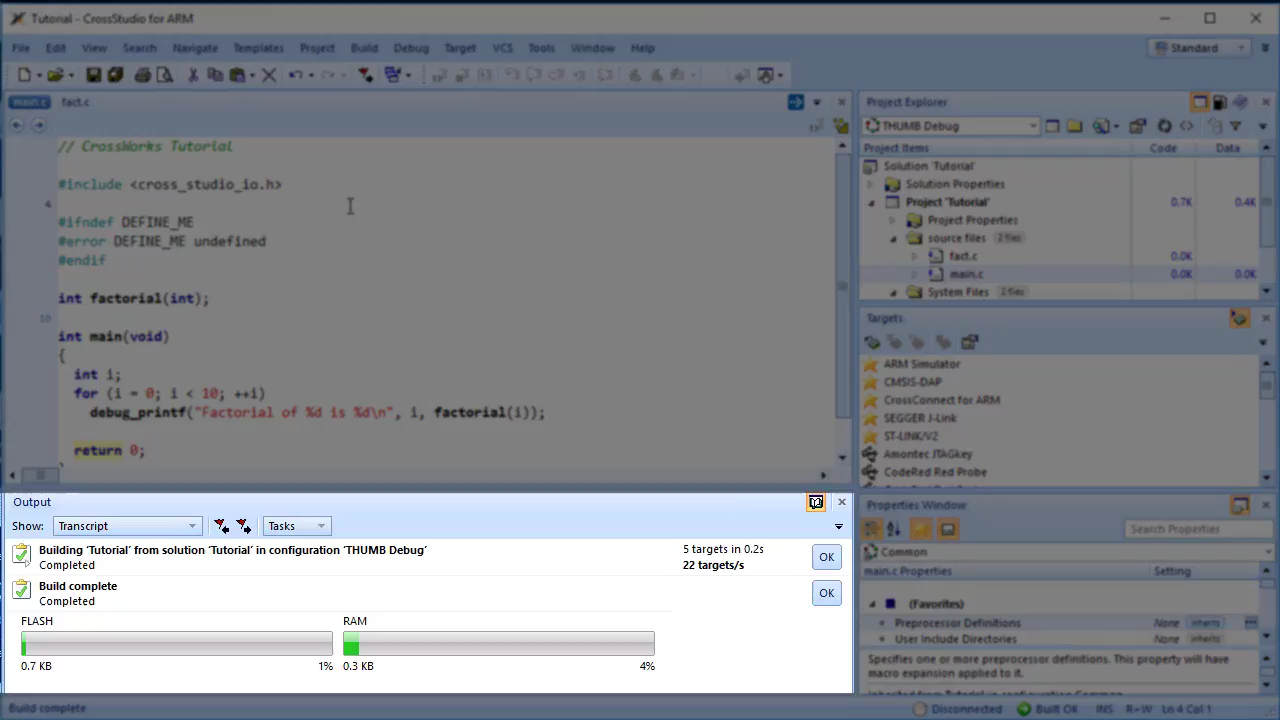 Tutorial - CrossStudio for ARM
File Edit View Search Navigate Templates Project Build Debug Target VCS Tools Window Help
Standard
main.c fact.c
// CrossWorks Tutorial
#include <cross_studio_io.h>
4
#ifndef DEFINE_ME
#error DEFINE_ME undefined
#endif
int factorial(int);
10
int main(void)
{
int i;
for (i = 0; i < 10; ++i)
debug_printf("Factorial of %d is %d\n", i, factorial(i));
return 0;
Project Explorer
THUMB Debug
Project Items Code Data
Solution 'Tutorial'
Solution Properties
Project 'Tutorial' 0.7K 0.4K
Project Properties
source files 2 files
fact.c 0.0K
main.c 0.0K 0.0K
System Files 2 files
Targets
ARM Simulator
CMSIS-DAP
CrossConnect for ARM
SEGGER J-Link
ST-LINK/V2
Amontec JTAGkey
CodeRed Red Probe
Output
Show: Transcript Tasks
Building 'Tutorial' from solution 'Tutorial' in configuration 'THUMB Debug' 5 targets in 0.2s OK
Completed 22 targets/s
Build complete OK
Completed
FLASH RAM
0.7 KB 1% 0.3 KB 4%
Properties Window
Search Properties
Common
main.c Properties Setting
(Favorites)
Preprocessor Definitions None inherits
User Include Directories None inherits
Specifies one or more preprocessor definitions. This property will have
macro expansion applied to it.
Inherited from Tutorial in configuration Common
Build complete Disconnected Built OK INS R+W Ln 4 Col 1